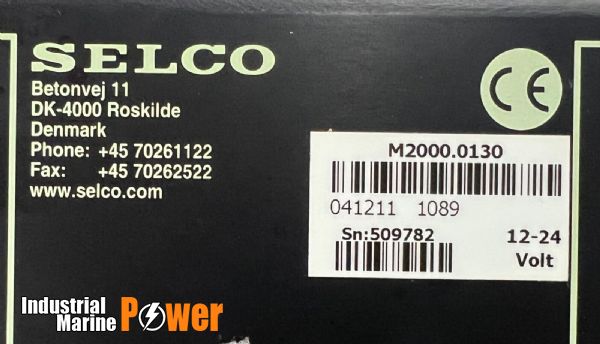 SELCO
Betonvej 11
DK-4000 Roskilde
Denmark
Phone: +45 70261122
Fax: +45 70262522
www.selco.com
CE
M2000.0130
041211 1089
Sn:509782
12-24
Volt
Industrial
Marine
Power